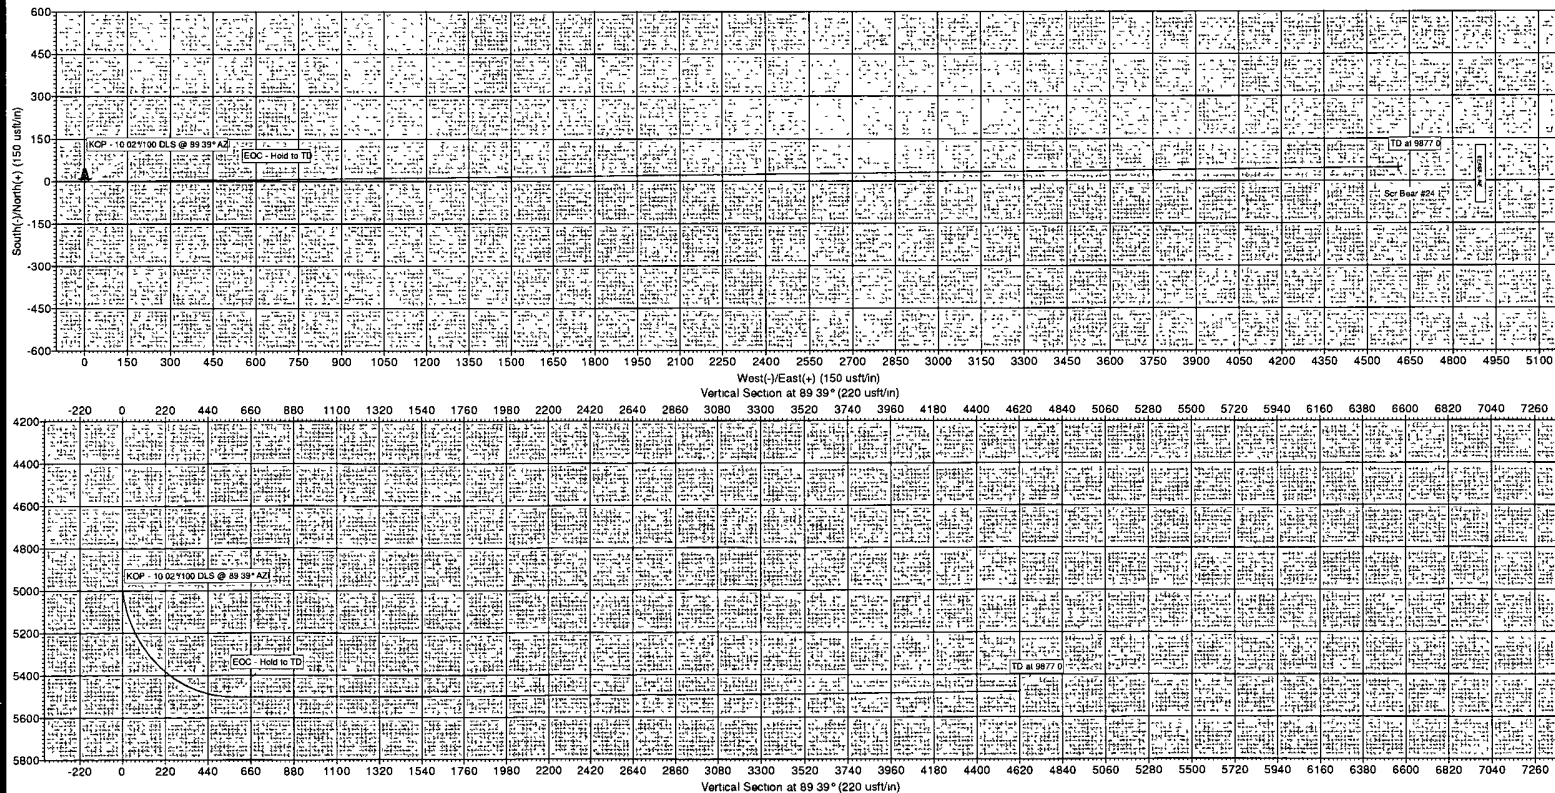 600
450
300
150
0
-150
-300
-450
-600
South(-)/North(+) (150 usft/in)
KOP - 10 02°/100 DLS @ 89 39° AZI
EOC - Hold to TD
TD at 9877 0
Scr Bear #24
0 150 300 450 600 750 900 1050 1200 1350 1500 1650 1800 1950 2100 2250 2400 2550 2700 2850 3000 3150 3300 3450 3600 3750 3900 4050 4200 4350 4500 4650 4800 4950 5100
West(-)/East(+) (150 usft/in)
Vertical Section at 89 39° (220 usft/in)
-220 0 220 440 660 880 1100 1320 1540 1760 1980 2200 2420 2640 2860 3080 3300 3520 3740 3960 4180 4400 4620 4840 5060 5280 5500 5720 5940 6160 6380 6600 6820 7040 7260
4200
4400
4600
4800
5000
5200
5400
5600
5800
KOP - 10 02°/100 DLS @ 89 39° AZI
EOC - Hold to TD
TD at 9877 0
-220 0 220 440 660 880 1100 1320 1540 1760 1980 2200 2420 2640 2860 3080 3300 3520 3740 3960 4180 4400 4620 4840 5060 5280 5500 5720 5940 6160 6380 6600 6820 7040 7260
Vertical Section at 89 39° (220 usft/in)